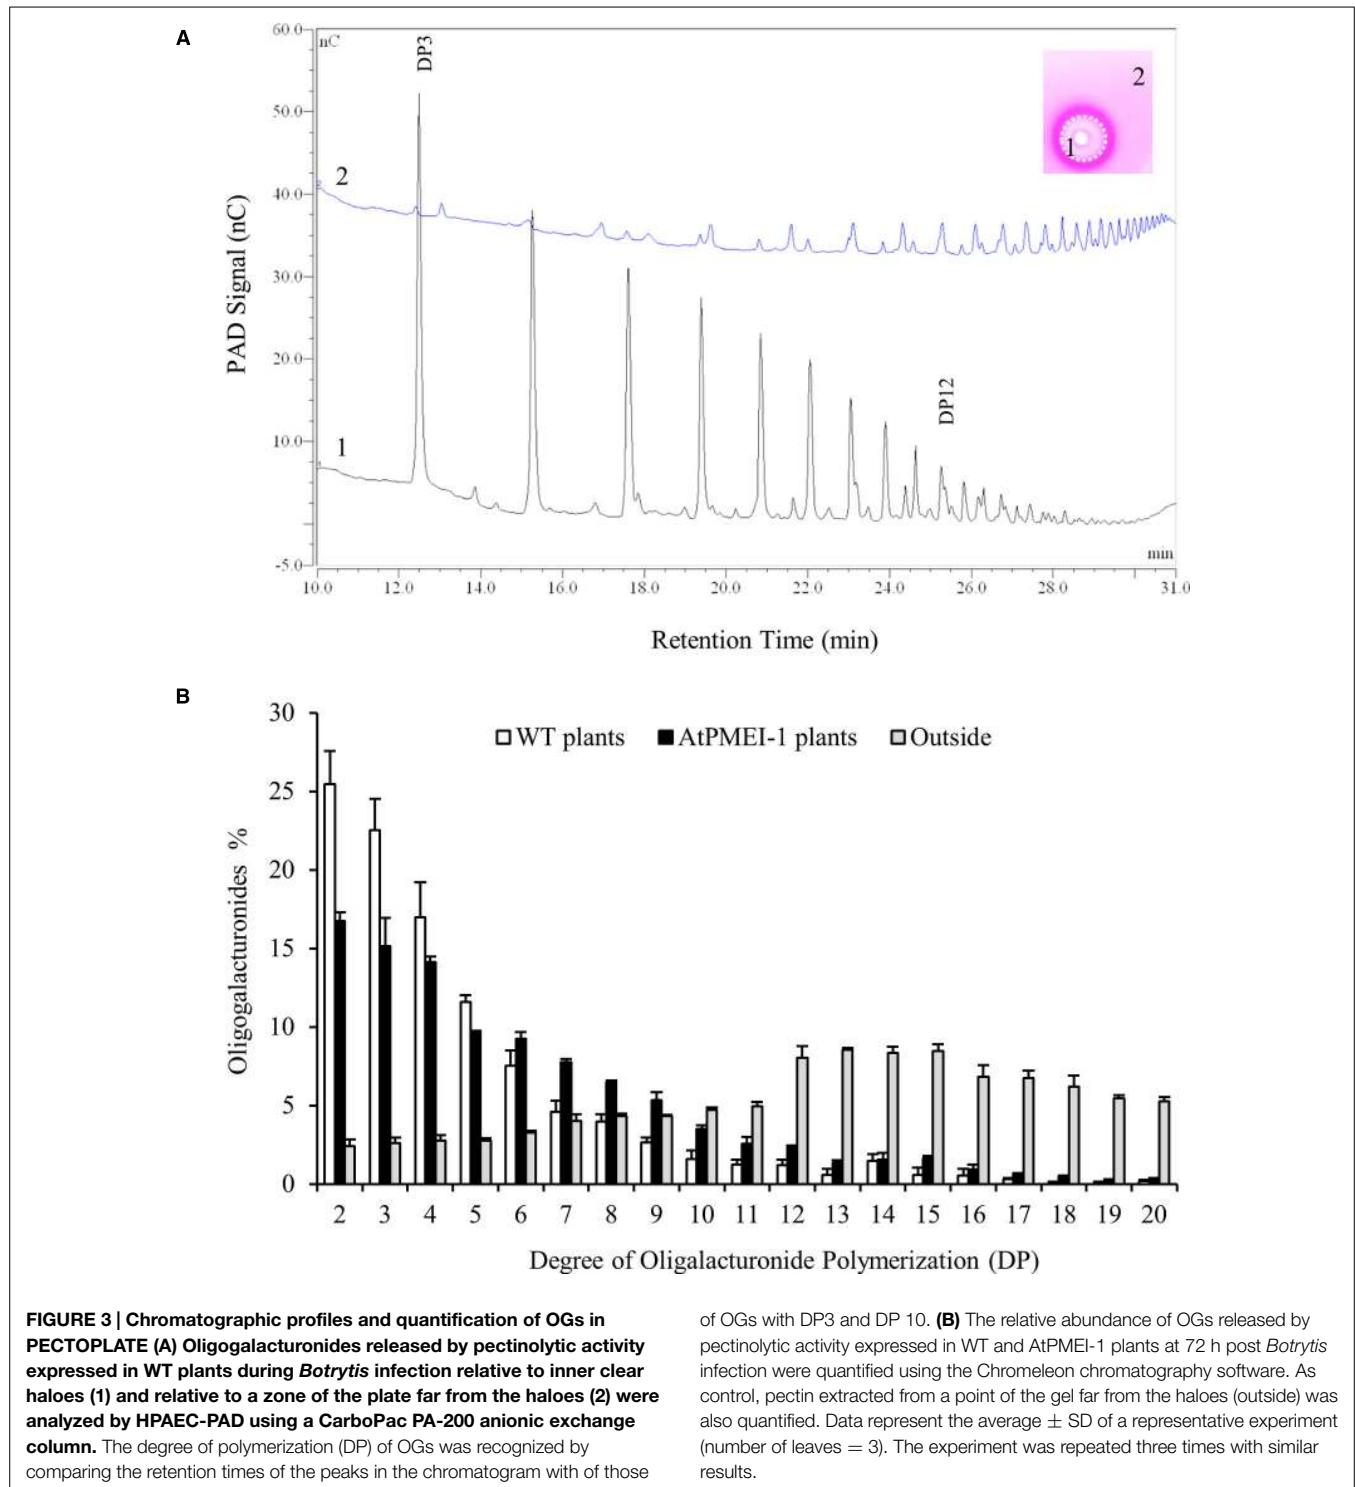 A
60.0
nC
DP3
2
50.0
1
2
40.0
30.0
20.0
DP12
10.0
1
-5.0
min
10.0 12.0 14.0 16.0 18.0 20.0 22.0 24.0 26.0 28.0 31.0
PAD Signal (nC)
Retention Time (min)
B
30
WT plants AtPMEI-1 plants Outside
25
20
15
10
5
0
Oligogalacturonides %
2 3 4 5 6 7 8 9 10 11 12 13 14 15 16 17 18 19 20
Degree of Oligalacturonide Polymerization (DP)
FIGURE 3 | Chromatographic profiles and quantification of OGs in
PECTOPLATE (A) Oligogalacturonides released by pectinolytic activity
expressed in WT plants during Botrytis infection relative to inner clear
haloes (1) and relative to a zone of the plate far from the haloes (2) were
analyzed by HPAEC-PAD using a CarboPac PA-200 anionic exchange
column. The degree of polymerization (DP) of OGs was recognized by
comparing the retention times of the peaks in the chromatogram with of those
of OGs with DP3 and DP 10. (B) The relative abundance of OGs released by
pectinolytic activity expressed in WT and AtPMEI-1 plants at 72 h post Botrytis
infection were quantified using the Chromeleon chromatography software. As
control, pectin extracted from a point of the gel far from the haloes (outside) was
also quantified. Data represent the average ± SD of a representative experiment
(number of leaves = 3). The experiment was repeated three times with similar
results.